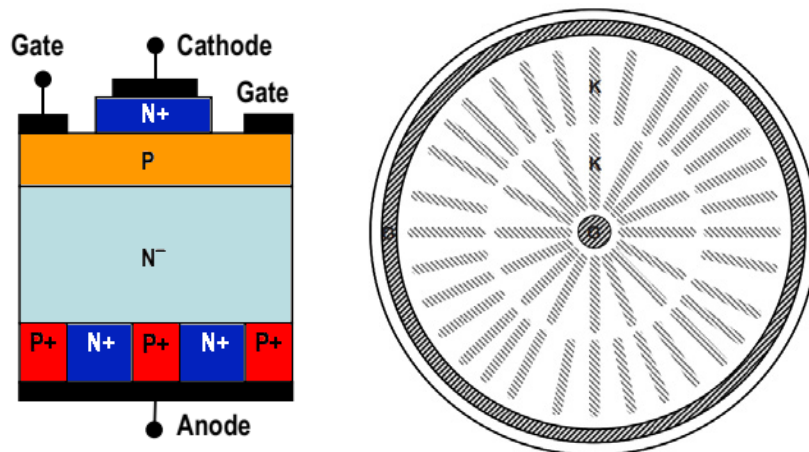 Gate
Cathode
Gate
N+
P
N⁻
P+ N+ P+ N+ P+
Anode
K
K
G
G